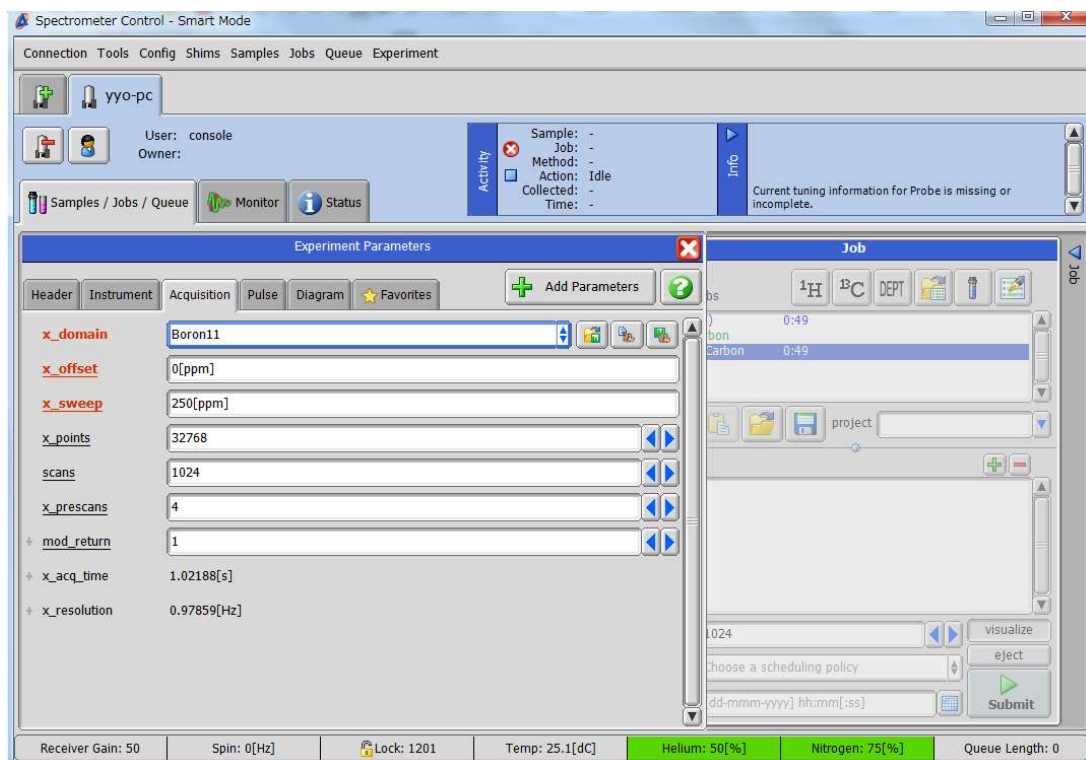 Spectrometer Control - Smart Mode
Connection Tools Config Shims Samples Jobs Queue Experiment
yyo-pc
User: console
Owner:
Activity
Sample: -
Job: -
Method: -
Action: Idle
Collected: -
Time: -
Info
Current tuning information for Probe is missing or
incomplete.
Samples / Jobs / Queue Monitor Status
Experiment Parameters
Header Instrument Acquisition Pulse Diagram Favorites Add Parameters
x_domain Boron11
x_offset 0[ppm]
x_sweep 250[ppm]
x_points 32768
scans 1024
x_prescans 4
mod_return 1
x_acq_time 1.02188[s]
x_resolution 0.97859[Hz]
Job
Job
bs 1H 13C DEPT
) 0:49
bon
Carbon 0:49
project
1024 visualize
eject
Choose a scheduling policy
dd-mmm-yyyy] hh:mm[:ss] Submit
Receiver Gain: 50 Spin: 0[Hz] Lock: 1201 Temp: 25.1[dC] Helium: 50[%] Nitrogen: 75[%] Queue Length: 0